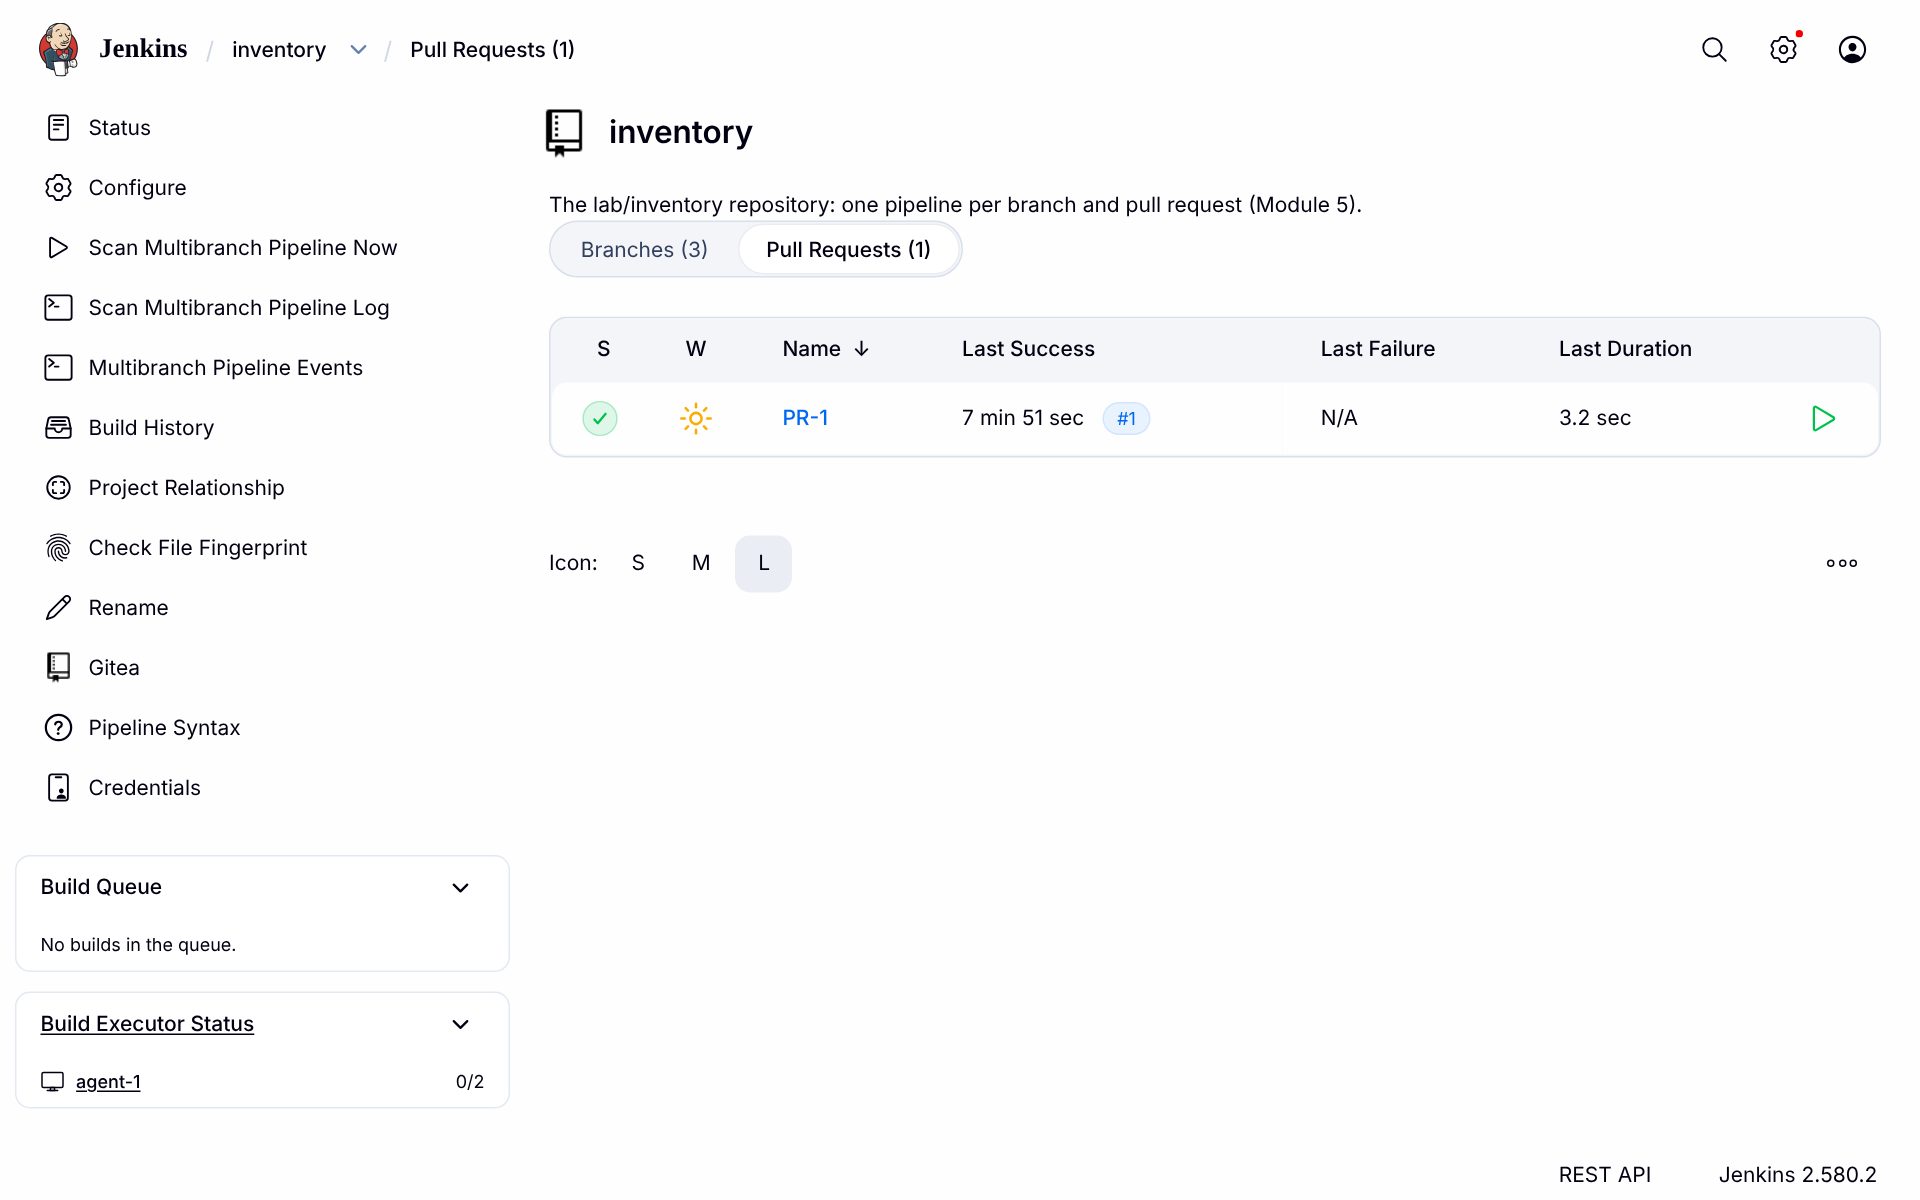 Jenkins / inventory / Pull Requests (1)
Status
Configure
Scan Multibranch Pipeline Now
Scan Multibranch Pipeline Log
Multibranch Pipeline Events
Build History
Project Relationship
Check File Fingerprint
Rename
Gitea
Pipeline Syntax
Credentials
Build Queue
No builds in the queue.
Build Executor Status
agent-1 0/2
inventory
The lab/inventory repository: one pipeline per branch and pull request (Module 5).
Branches (3) Pull Requests (1)
S W Name ↓ Last Success Last Failure Last Duration
PR-1 7 min 51 sec #1 N/A 3.2 sec
Icon: S M L
REST API Jenkins 2.580.2